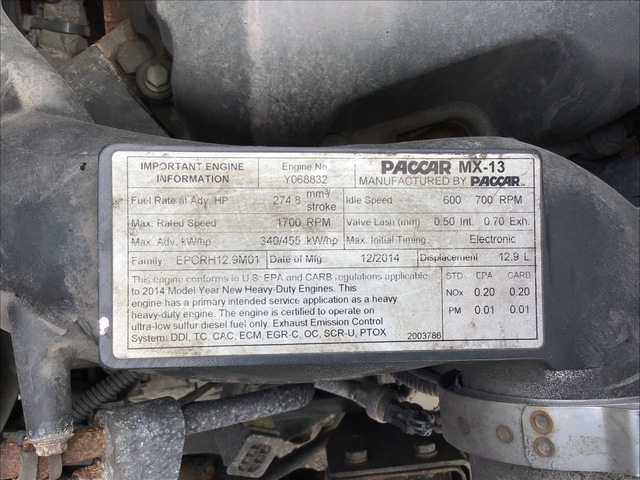 IMPORTANT ENGINE INFORMATION
Engine No.
Y068832
PACCAR MX-13
MANUFACTURED BY PACCAR
Fuel Rate at Adv. HP 274.8 mm³/ stroke
Idle Speed 600 700 RPM
Max. Rated Speed 1700 RPM
Valve Lash (mm) 0.50 Int. 0.70 Exh.
Max. Adv. kW/hp 340/455 kW/hp
Max. Initial Timing Electronic
Family EPCRH12.9M01 Date of Mfg. 12/2014 Displacement 12.9 L
This engine conforms to U.S. EPA and CARB regulations applicable
to 2014 Model Year New Heavy-Duty Engines. This
engine has a primary intended service application as a heavy
heavy-duty engine. The engine is certified to operate on
ultra-low sulfur diesel fuel only. Exhaust Emission Control
System: DDI, TC, CAC, ECM, EGR-C, OC, SCR-U, PTOX
2003786
STD EPA CARB
NOx 0.20 0.20
PM 0.01 0.01